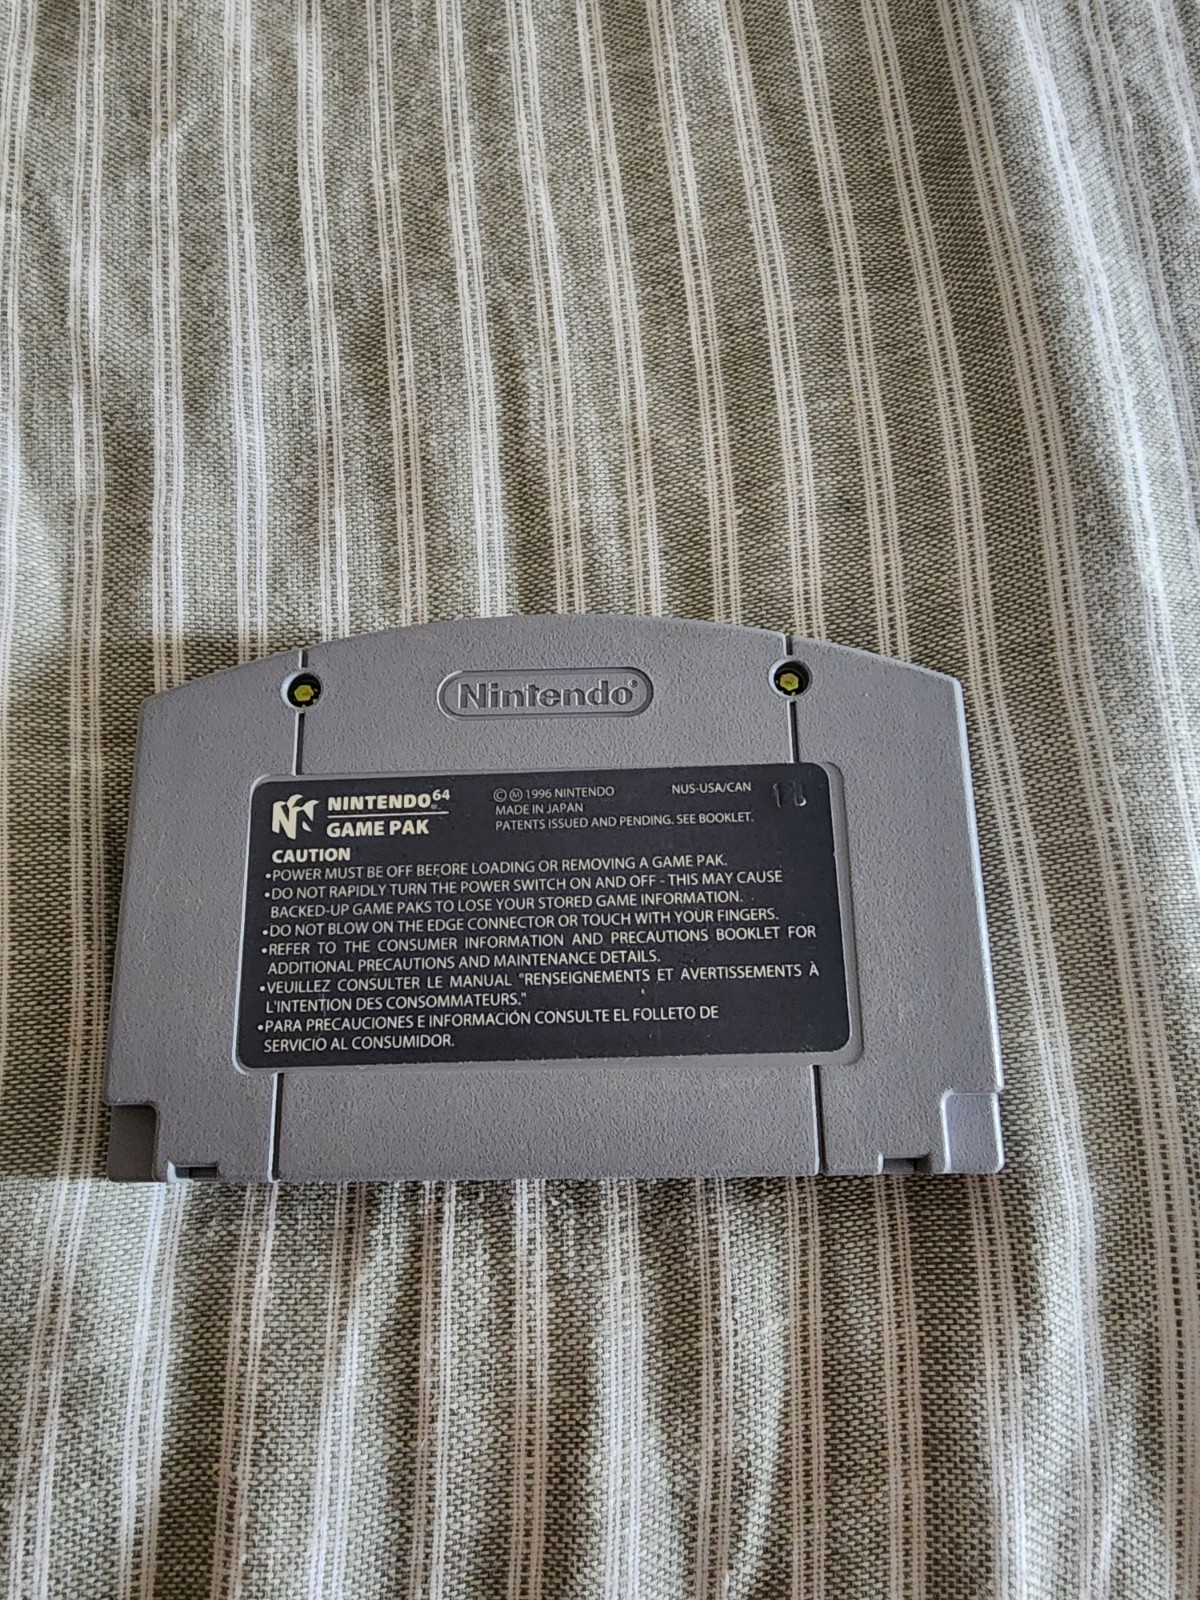 Nintendo®
NINTENDO⁶⁴
GAME PAK
© Ⓜ 1996 NINTENDO
MADE IN JAPAN
PATENTS ISSUED AND PENDING. SEE BOOKLET.
NUS-USA/CAN
CAUTION
•POWER MUST BE OFF BEFORE LOADING OR REMOVING A GAME PAK.
•DO NOT RAPIDLY TURN THE POWER SWITCH ON AND OFF - THIS MAY CAUSE
BACKED-UP GAME PAKS TO LOSE YOUR STORED GAME INFORMATION.
•DO NOT BLOW ON THE EDGE CONNECTOR OR TOUCH WITH YOUR FINGERS.
•REFER TO THE CONSUMER INFORMATION AND PRECAUTIONS BOOKLET FOR
ADDITIONAL PRECAUTIONS AND MAINTENANCE DETAILS.
•VEUILLEZ CONSULTER LE MANUAL "RENSEIGNEMENTS ET AVERTISSEMENTS À
L'INTENTION DES CONSOMMATEURS."
•PARA PRECAUCIONES E INFORMACIÓN CONSULTE EL FOLLETO DE
SERVICIO AL CONSUMIDOR.